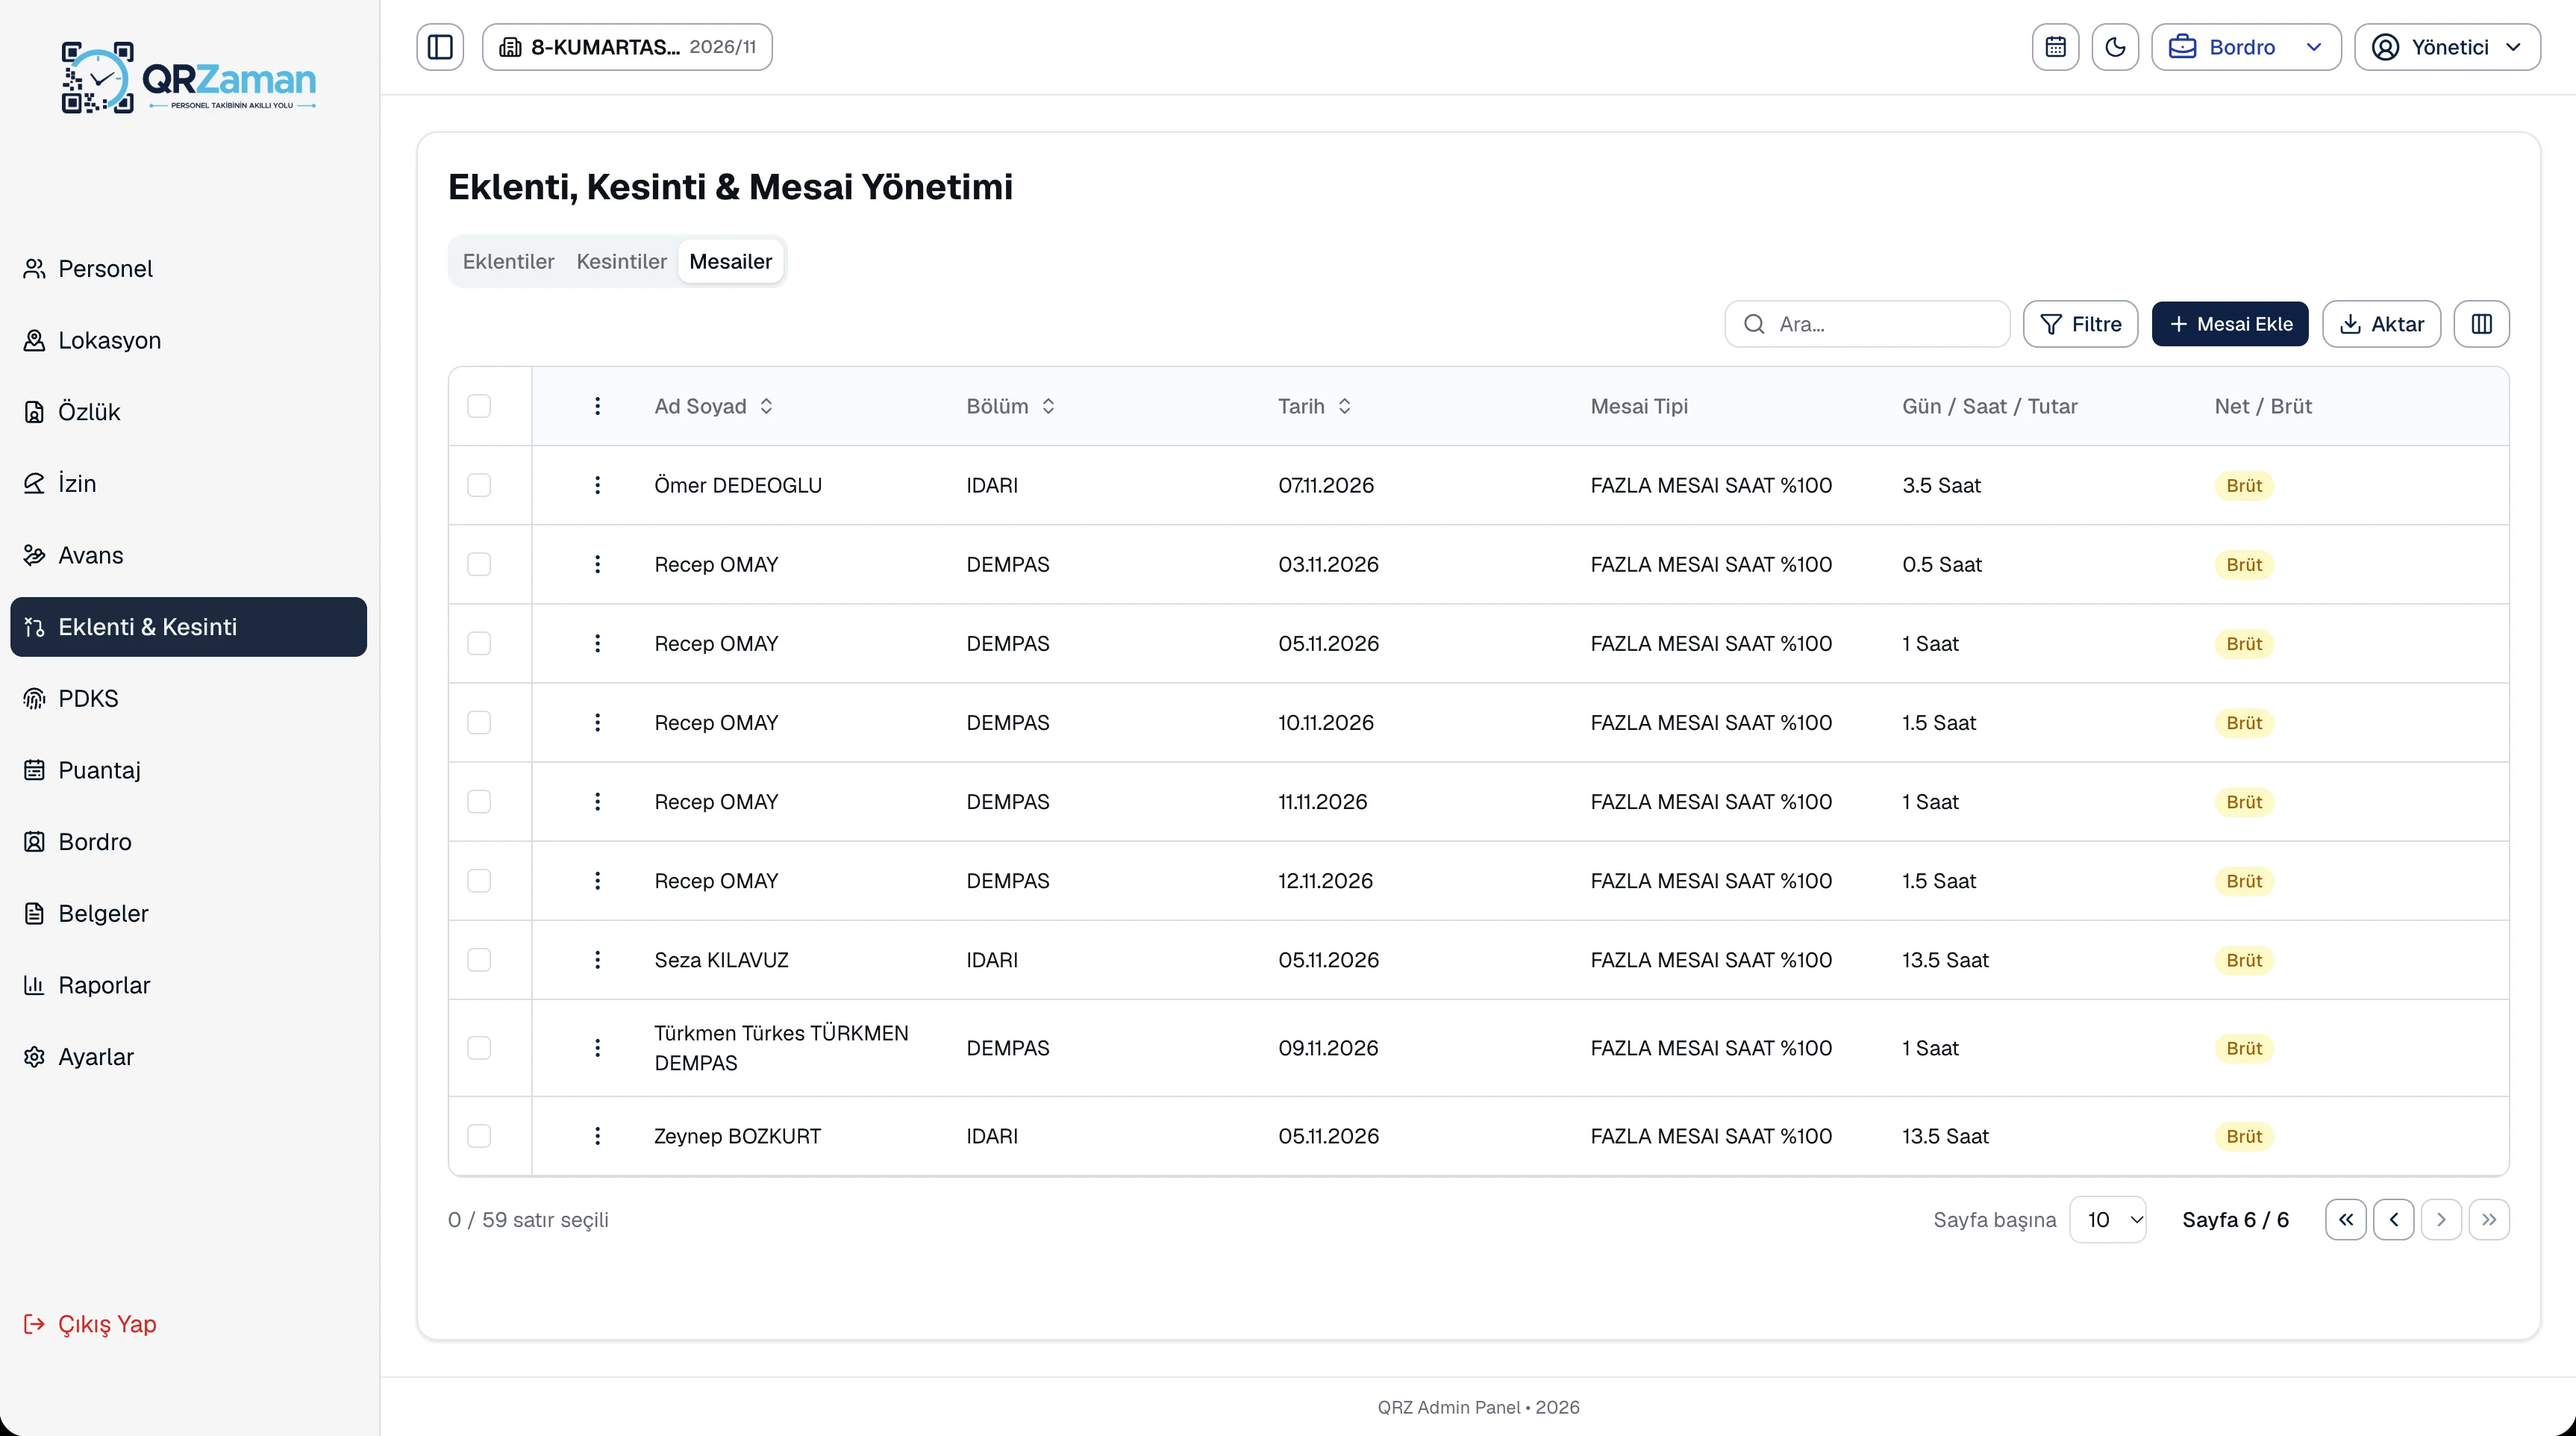 QRZaman
PERSONEL TAKİBİNİN AKILLI YOLU
8-KUMARTAS... 2026/11
Bordro
Yönetici
Personel
Lokasyon
Özlük
İzin
Avans
Eklenti & Kesinti
PDKS
Puantaj
Bordro
Belgeler
Raporlar
Ayarlar
Çıkış Yap
Eklenti, Kesinti & Mesai Yönetimi
Eklentiler Kesintiler Mesailer
Ara... Filtre + Mesai Ekle Aktar
Ad Soyad Bölüm Tarih Mesai Tipi Gün / Saat / Tutar Net / Brüt
Ömer DEDEOGLU IDARI 07.11.2026 FAZLA MESAI SAAT %100 3.5 Saat Brüt
Recep OMAY DEMPAS 03.11.2026 FAZLA MESAI SAAT %100 0.5 Saat Brüt
Recep OMAY DEMPAS 05.11.2026 FAZLA MESAI SAAT %100 1 Saat Brüt
Recep OMAY DEMPAS 10.11.2026 FAZLA MESAI SAAT %100 1.5 Saat Brüt
Recep OMAY DEMPAS 11.11.2026 FAZLA MESAI SAAT %100 1 Saat Brüt
Recep OMAY DEMPAS 12.11.2026 FAZLA MESAI SAAT %100 1.5 Saat Brüt
Seza KILAVUZ IDARI 05.11.2026 FAZLA MESAI SAAT %100 13.5 Saat Brüt
Türkmen Türkes TÜRKMEN
DEMPAS
DEMPAS 09.11.2026 FAZLA MESAI SAAT %100 1 Saat Brüt
Zeynep BOZKURT IDARI 05.11.2026 FAZLA MESAI SAAT %100 13.5 Saat Brüt
0 / 59 satır seçili
Sayfa başına 10 Sayfa 6 / 6
QRZ Admin Panel • 2026